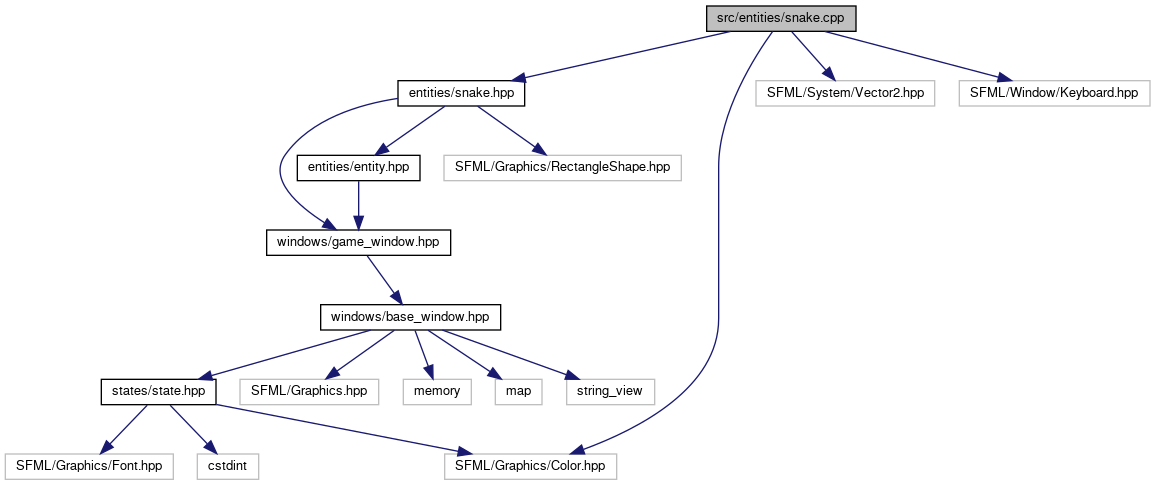 src/entities/snake.cpp
entities/snake.hpp
SFML/System/Vector2.hpp
SFML/Window/Keyboard.hpp
entities/entity.hpp
SFML/Graphics/RectangleShape.hpp
windows/game_window.hpp
windows/base_window.hpp
states/state.hpp
SFML/Graphics.hpp
memory
map
string_view
SFML/Graphics/Font.hpp
cstdint
SFML/Graphics/Color.hpp